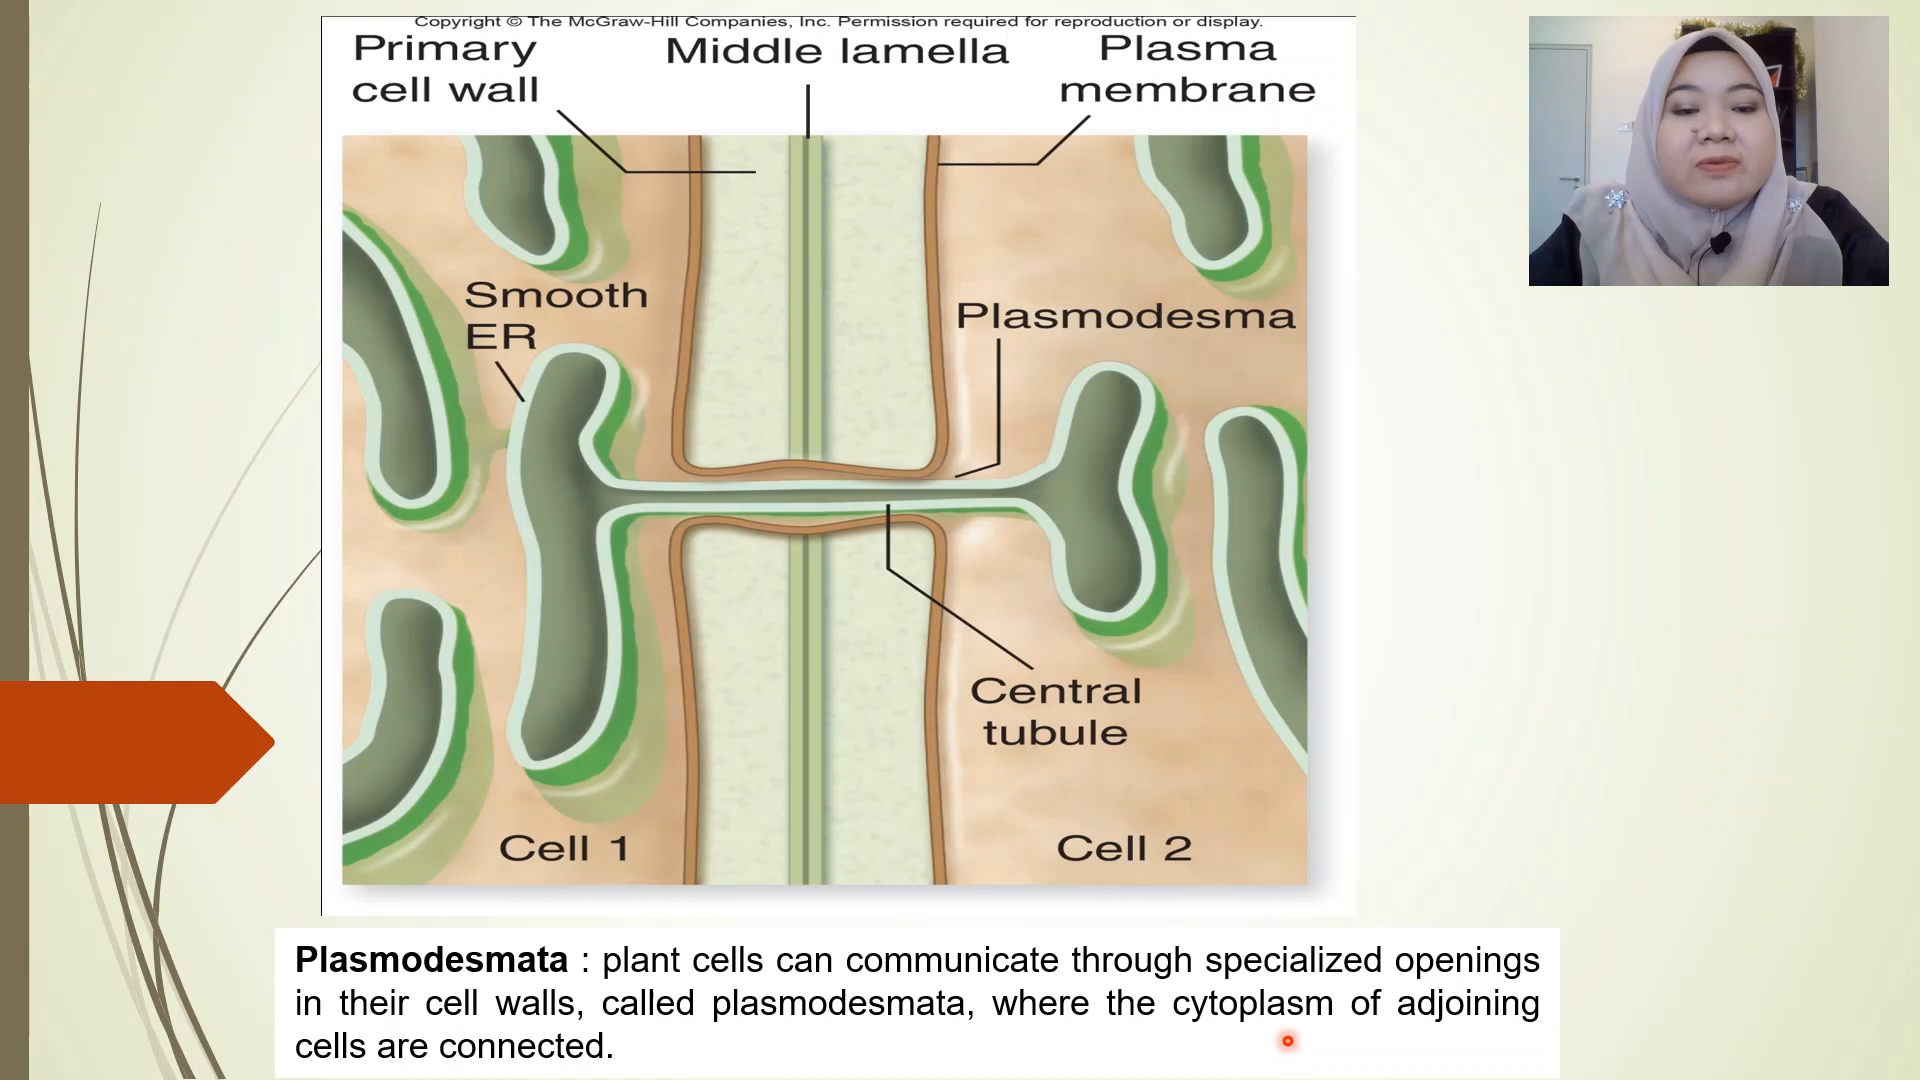 Copyright © The McGraw-Hill Companies, Inc. Permission required for reproduction or display.
Primary
cell wall
Middle lamella
Plasma
membrane
Smooth
ER
Plasmodesma
Central
tubule
Cell 1
Cell 2
Plasmodesmata : plant cells can communicate through specialized openings
in their cell walls, called plasmodesmata, where the cytoplasm of adjoining
cells are connected.